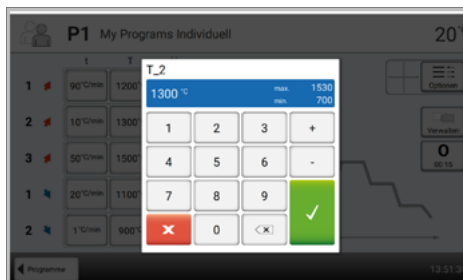 P1 My Programs Individuell 20°
t T
T_2
1300 °C max. 1530
min. 700
1 90°C/min 1200°
2 10°C/min 1300°
3 50°C/min 1500°
1 20°C/min 1100°
2 1°C/min 900°
1 2 3 +
4 5 6 -
7 8 9
0
Optionen
Verwalten
0
00:15
Programme 13:51:3